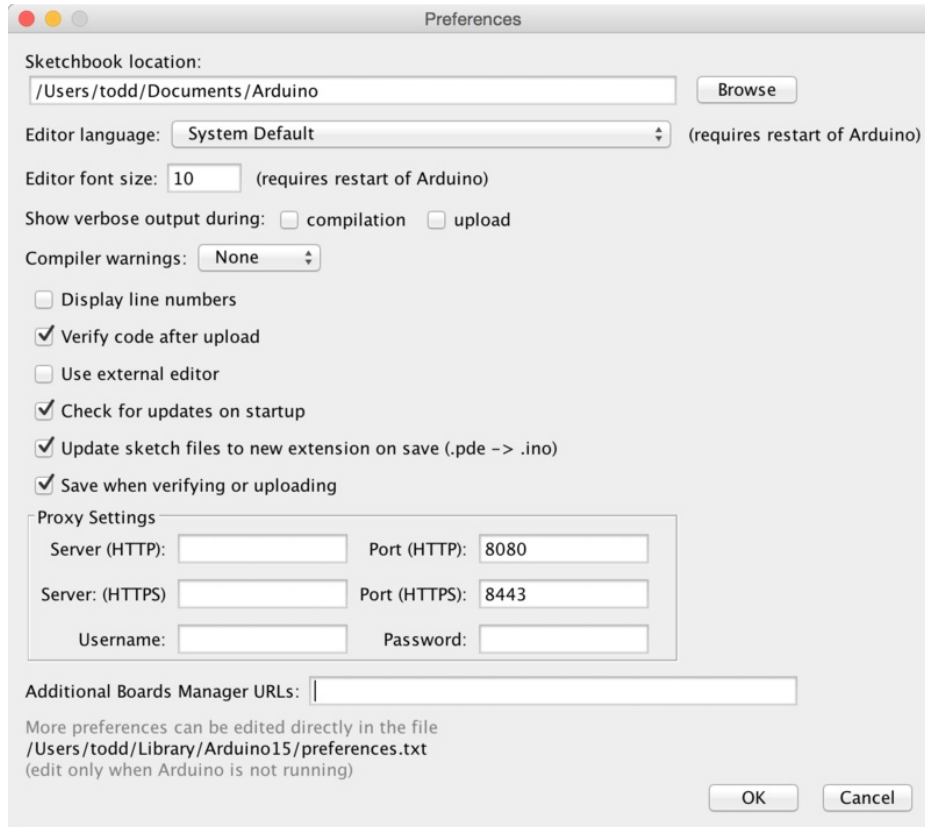 Preferences
Sketchbook location:
/Users/todd/Documents/Arduino Browse
Editor language: System Default (requires restart of Arduino)
Editor font size: 10 (requires restart of Arduino)
Show verbose output during: compilation upload
Compiler warnings: None
Display line numbers
Verify code after upload
Use external editor
Check for updates on startup
Update sketch files to new extension on save (.pde -> .ino)
Save when verifying or uploading
Proxy Settings
Server (HTTP): Port (HTTP): 8080
Server: (HTTPS) Port (HTTPS): 8443
Username: Password:
Additional Boards Manager URLs:
More preferences can be edited directly in the file
/Users/todd/Library/Arduino15/preferences.txt
(edit only when Arduino is not running)
OK Cancel